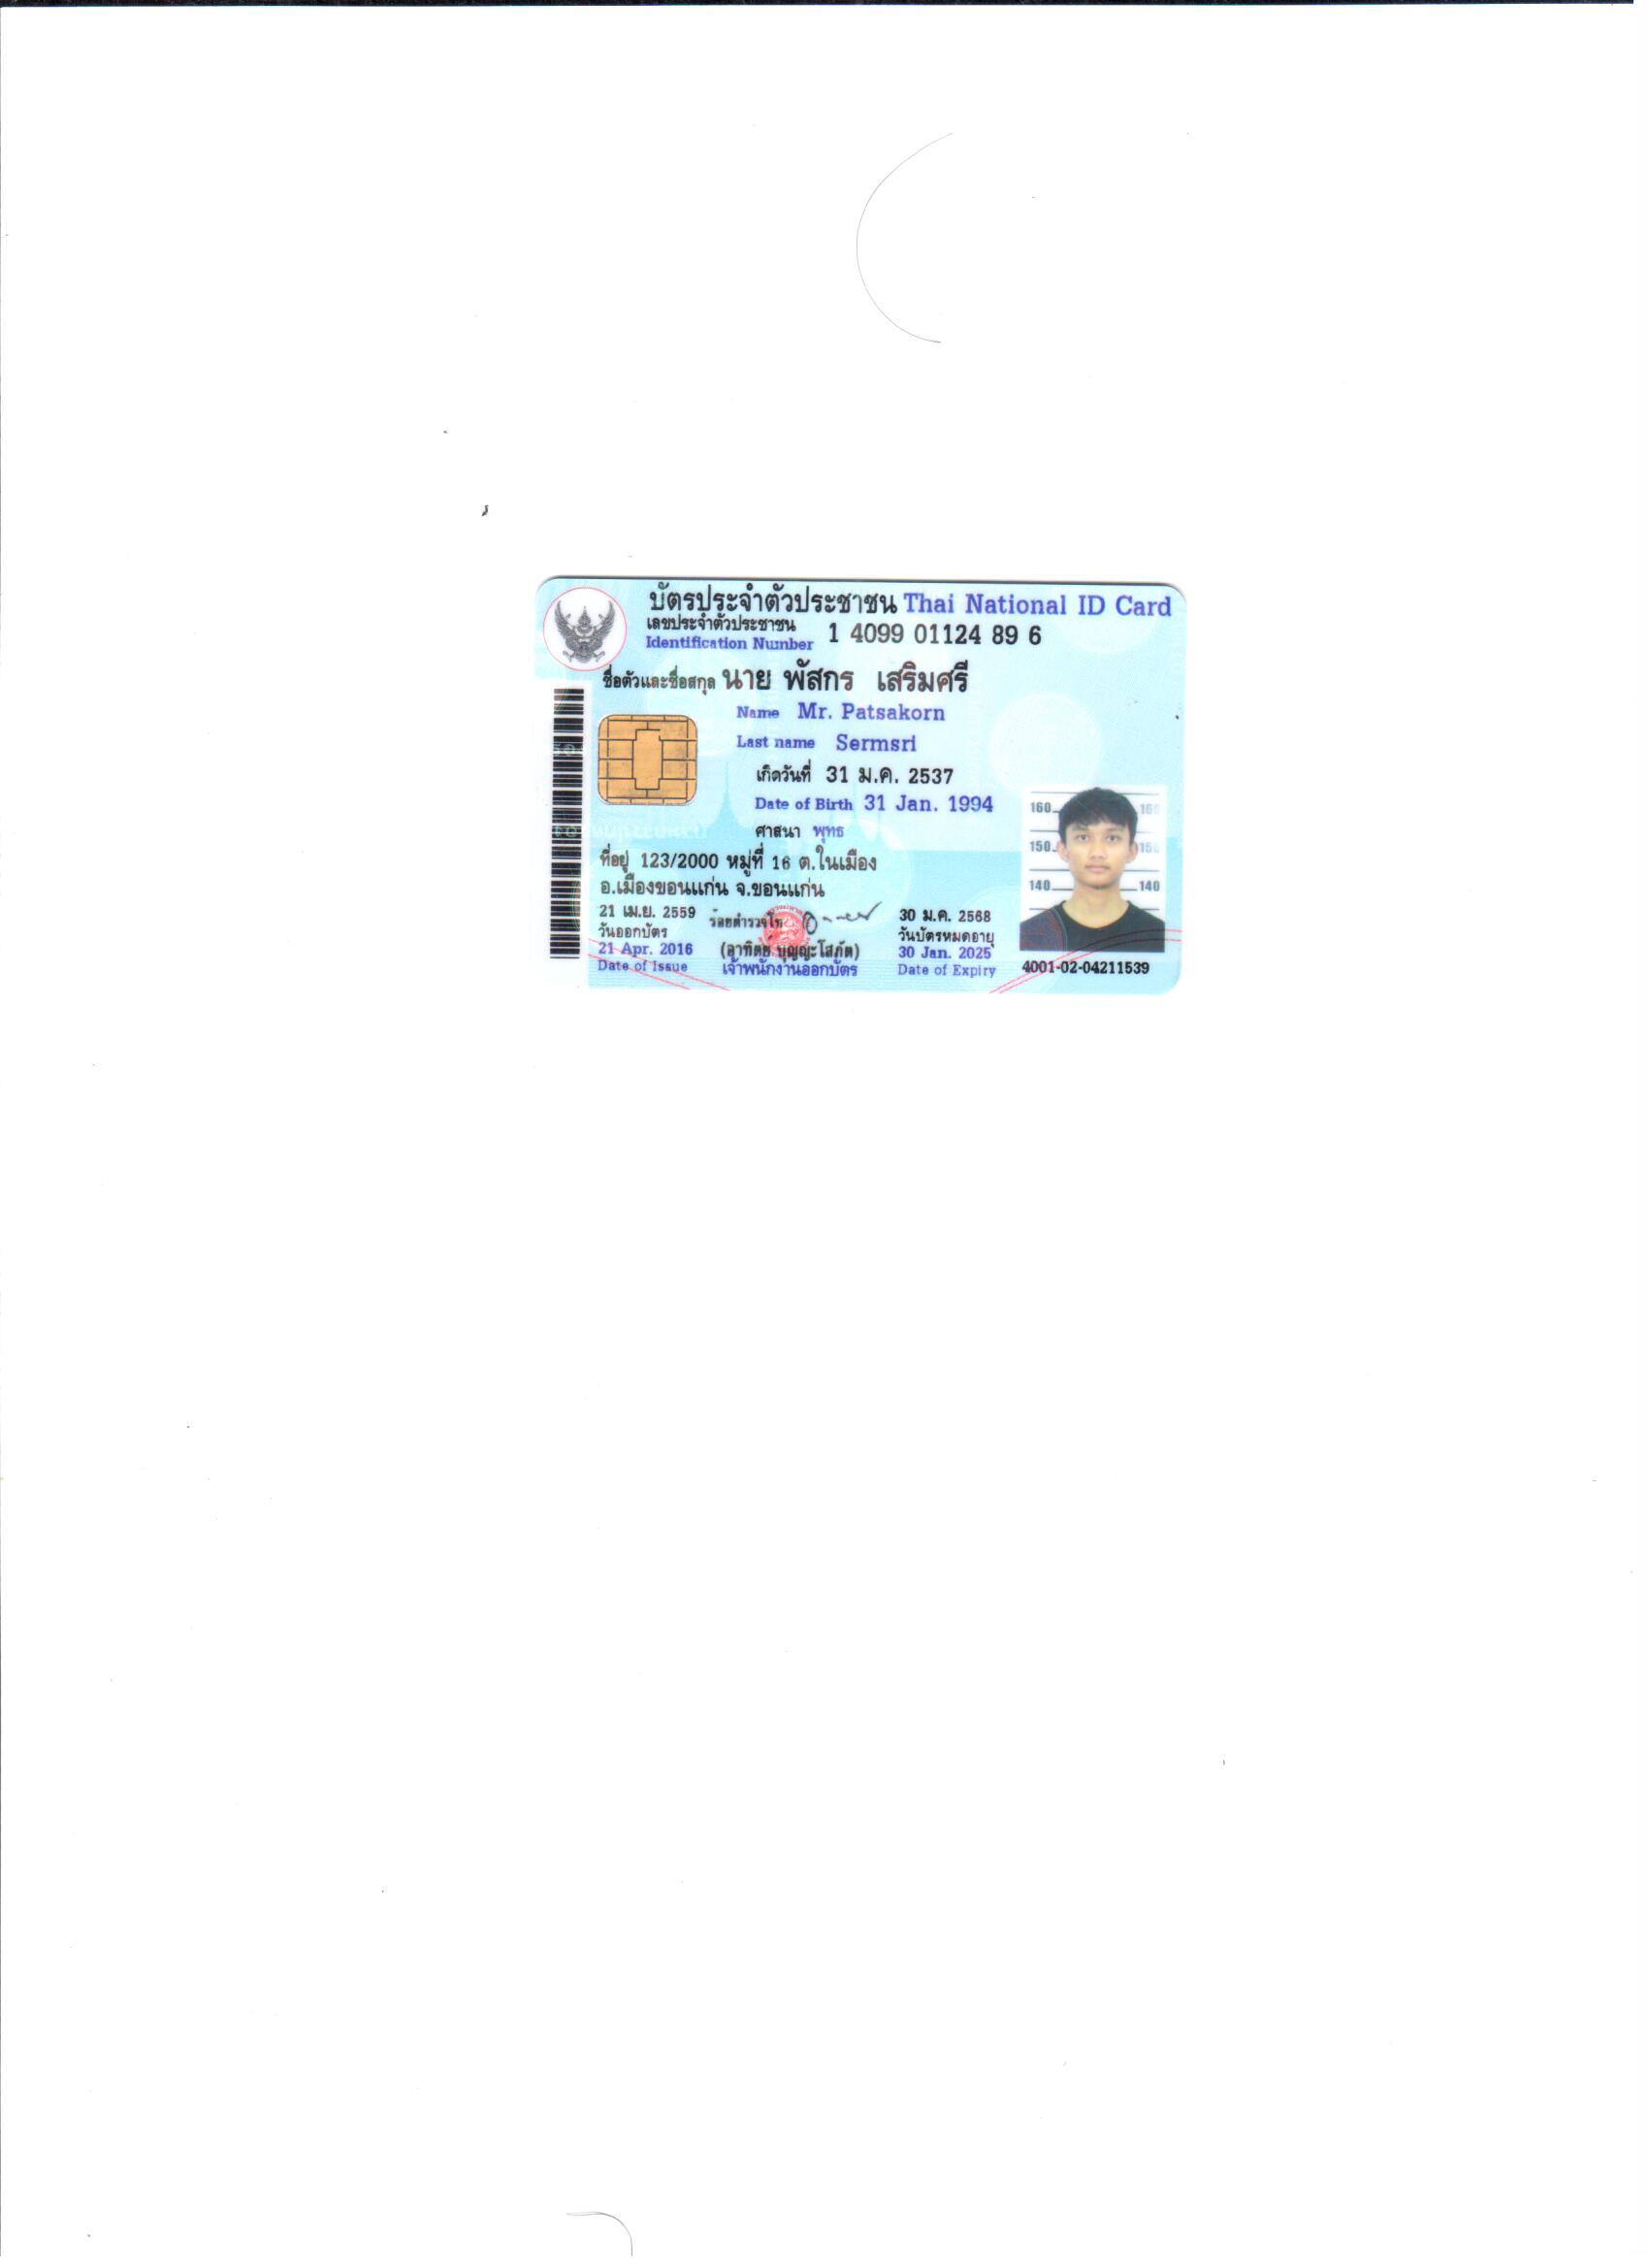 บัตรประจำตัวประชาชน Thai National ID Card
เลขประจำตัวประชาชน
Identification Number 1 4099 01124 89 6
ชื่อตัวและชื่อสกุล นาย พัสกร เสริมศรี
Name Mr. Patsakorn
Last name Sermsri
เกิดวันที่ 31 ม.ค. 2537
Date of Birth 31 Jan. 1994
ศาสนา พุทธ
ที่อยู่ 123/2000 หมู่ที่ 16 ต.ในเมือง
อ.เมืองขอนแก่น จ.ขอนแก่น
160 160
150 150
140 140
21 เม.ย. 2559
วันออกบัตร
21 Apr. 2016
Date of Issue
ร้อยตำรวจโท
(อาทิตย์ บุญญะโสภัต)
เจ้าพนักงานออกบัตร
30 ม.ค. 2568
วันบัตรหมดอายุ
30 Jan. 2025
Date of Expiry
4001-02-04211539